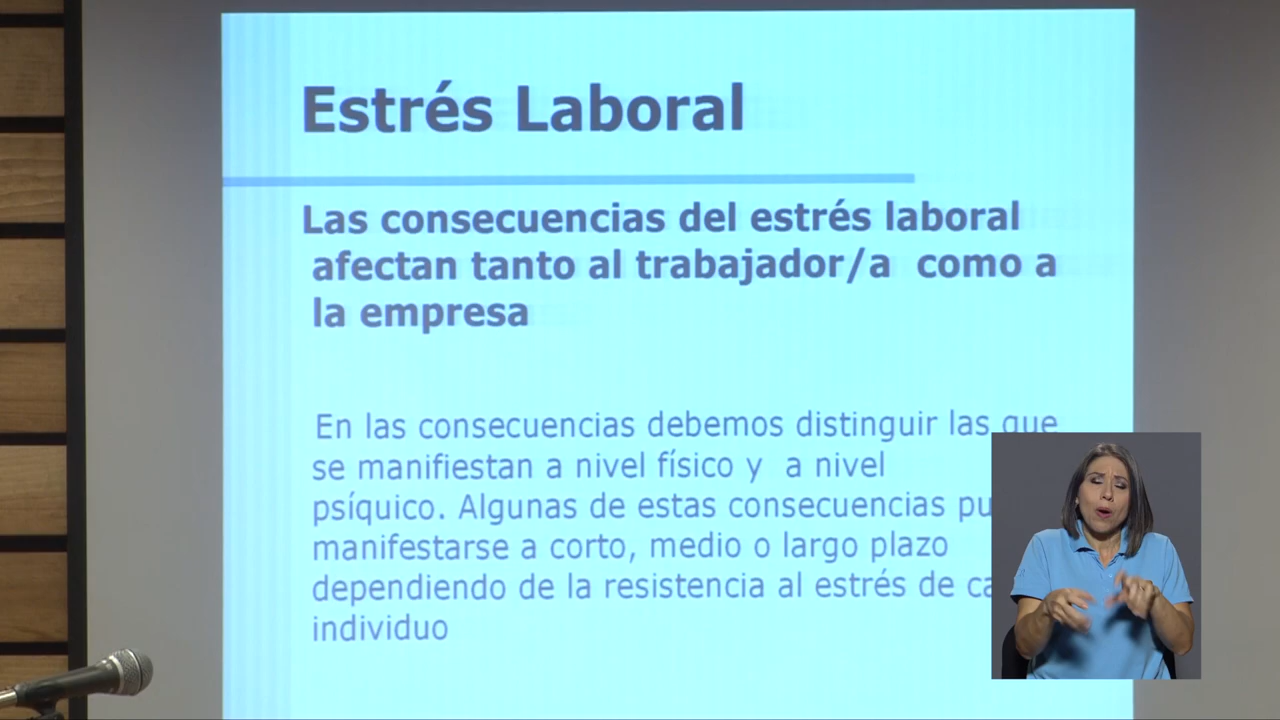 Estrés Laboral
Las consecuencias del estrés laboral
afectan tanto al trabajador/a como a
la empresa
En las consecuencias debemos distinguir las que
se manifiestan a nivel físico y a nivel
psíquico. Algunas de estas consecuencias
manifestarse a corto, medio o largo plazo
dependiendo de la resistencia al estrés de
individuo